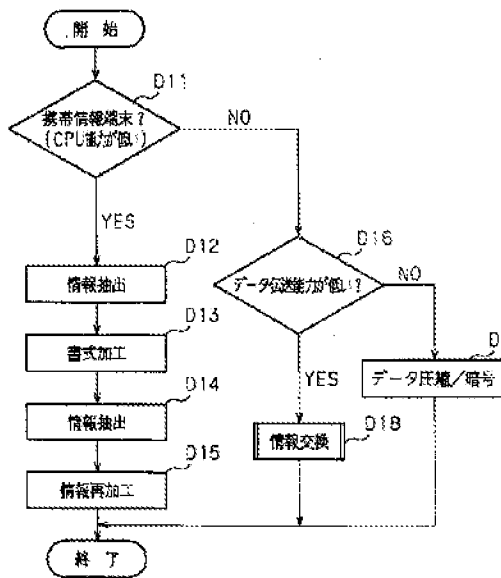 開 始
D11
携帯情報端末?
(CPU能力が低い)
NO
YES
D12
情報抽出
D13
書式加工
D14
情報抽出
D15
情報再加工
D16
データ伝送能力が低い?
NO
YES
D
データ圧縮/暗号
情報交換
D18
終 了